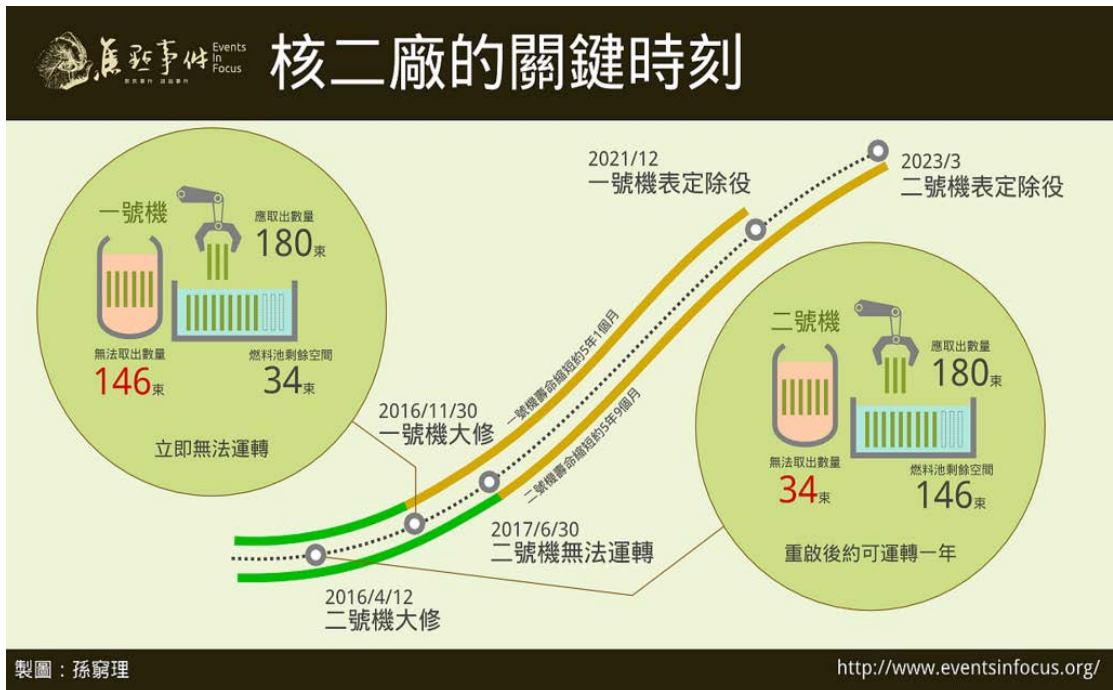 焦點事件 Events In Focus
核二廠的關鍵時刻
一號機
應取出數量
180束
無法取出數量
146束
燃料池剩餘空間
34束
立即無法運轉
2021/12
一號機表定除役
2023/3
二號機表定除役
一號機壽命縮短約5年1個月
二號機壽命縮短約5年9個月
2016/11/30
一號機大修
2017/6/30
二號機無法運轉
2016/4/12
二號機大修
二號機
應取出數量
180束
無法取出數量
34束
燃料池剩餘空間
146束
重啟後約可運轉一年
製圖：孫窮理
http://www.eventsinfocus.org/